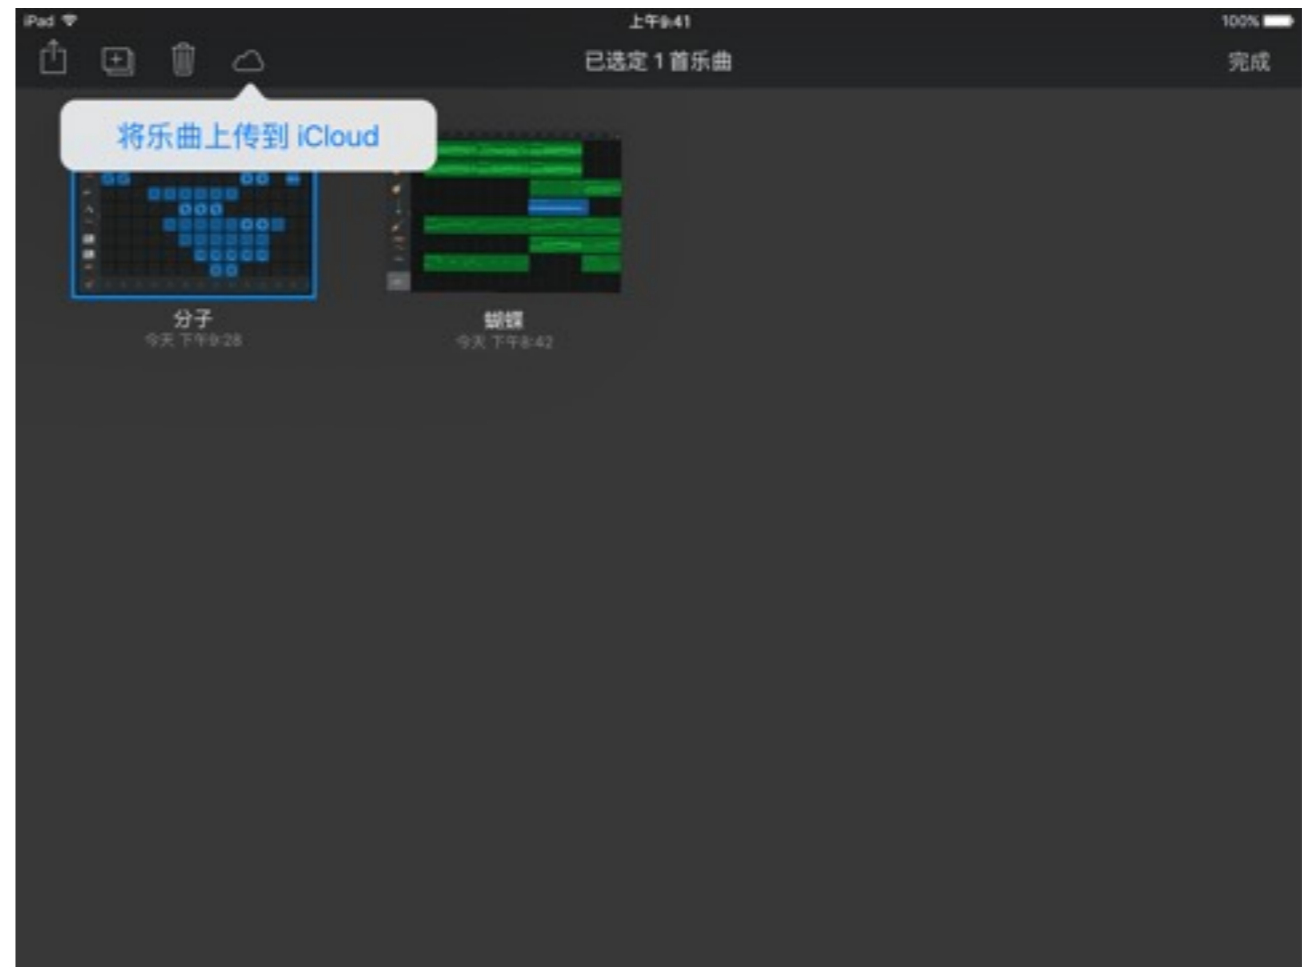 iPad
上午9:41
100%
已选定 1 首乐曲
完成
将乐曲上传到 iCloud
分子
今天 下午9:28
蝴蝶
今天 下午8:42